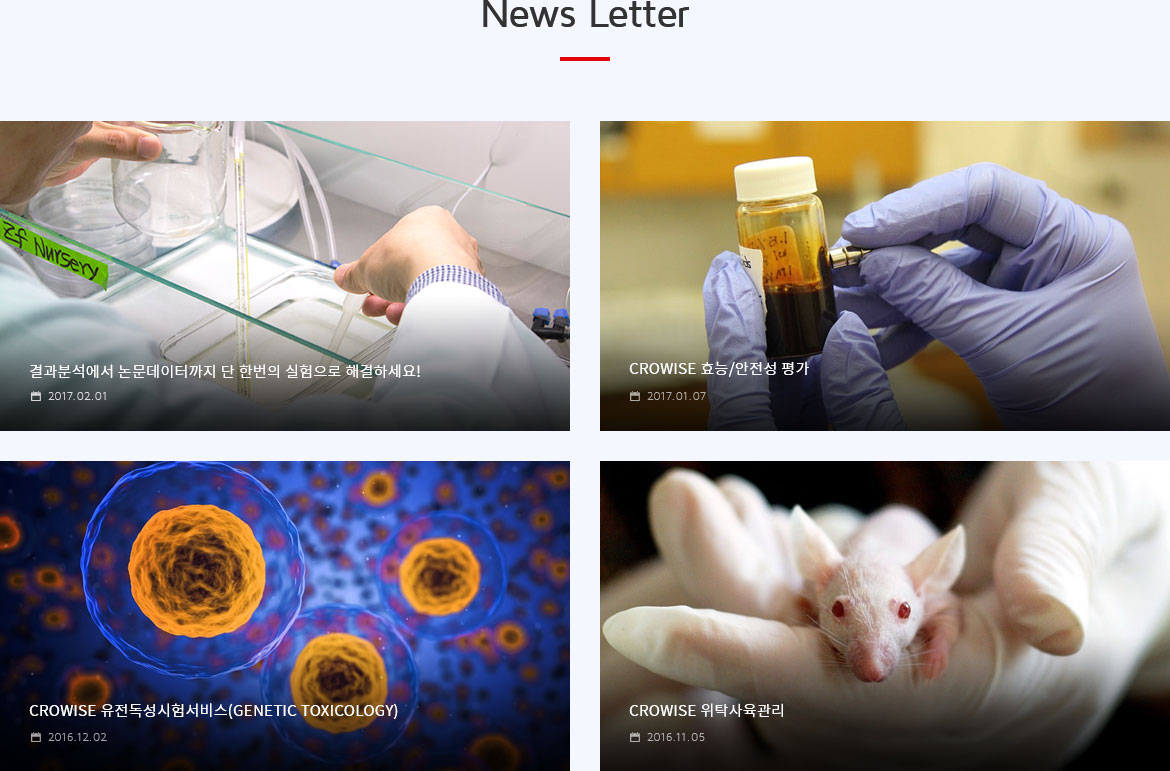 News Letter
zf Nursery
결과분석에서 논문데이터까지 단 한번의 실험으로 해결하세요!
2017.02.01
CROWISE 효능/안전성 평가
2017.01.07
CROWISE 유전독성시험서비스(GENETIC TOXICOLOGY)
2016.12.02
CROWISE 위탁사육관리
2016.11.05